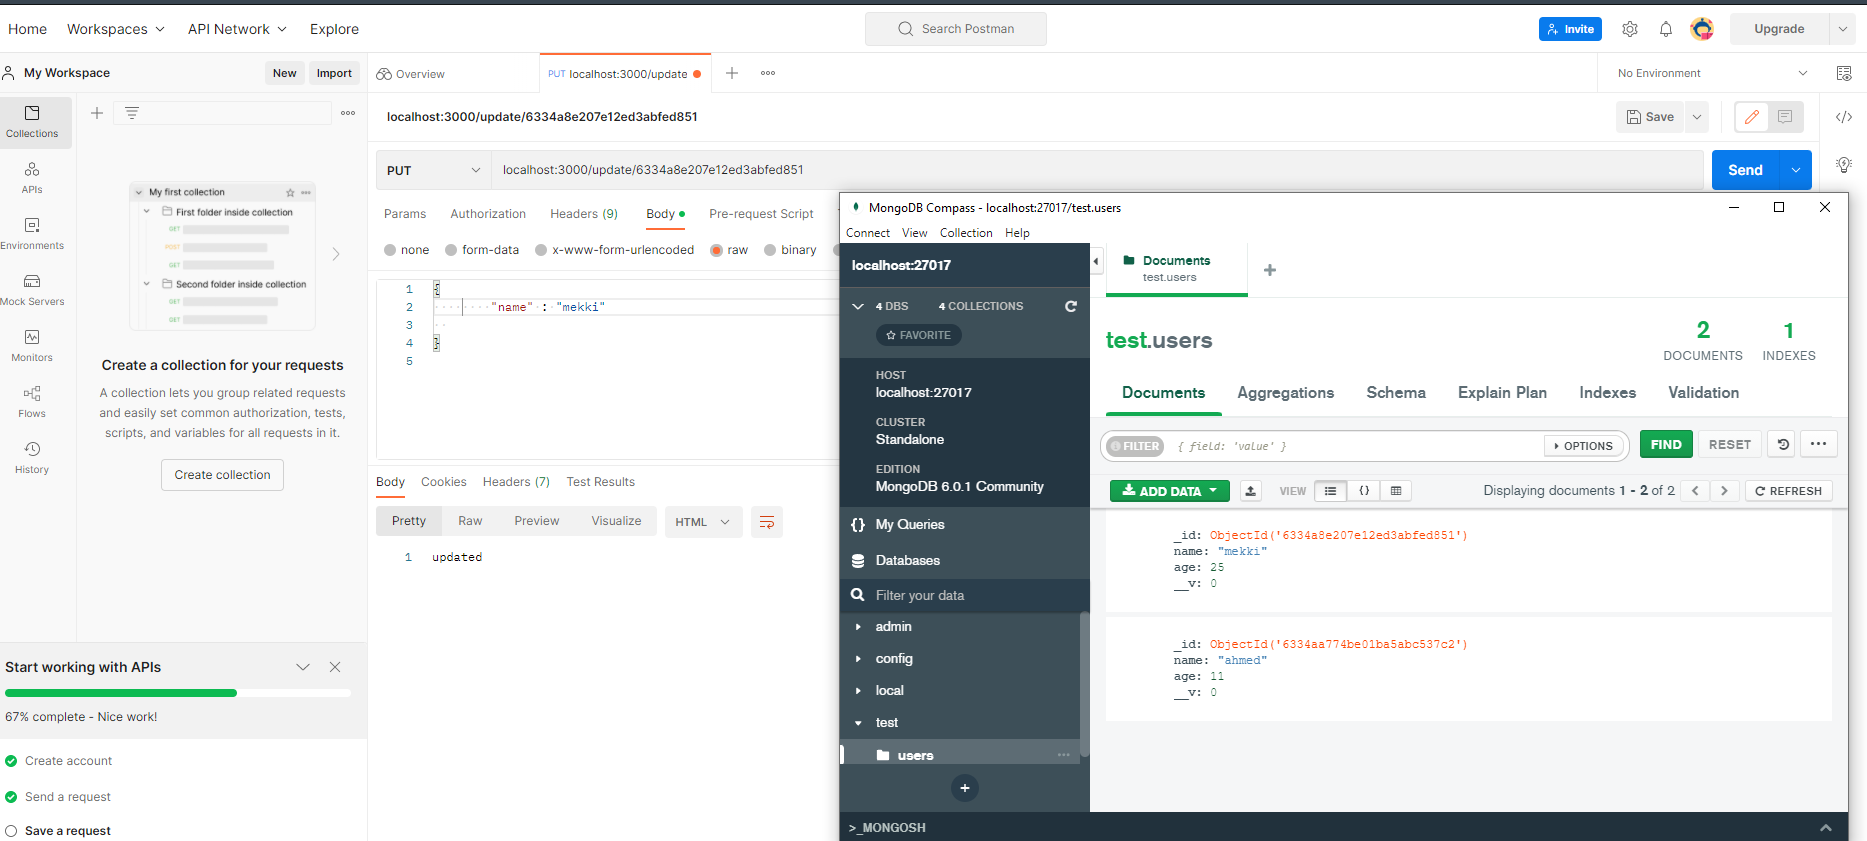 Home Workspaces API Network Explore Search Postman Invite Upgrade
My Workspace New Import Overview PUT localhost:3000/update No Environment
Collections
APIs
Environments
Mock Servers
Monitors
Flows
History
My first collection
First folder inside collection
GET
POST
GET
Second folder inside collection
GET
GET
Create a collection for your requests
A collection lets you group related requests
and easily set common authorization, tests,
scripts, and variables for all requests in it.
Create collection
Start working with APIs
67% complete - Nice work!
Create account
Send a request
Save a request
localhost:3000/update/6334a8e207e12ed3abfed851 Save
PUT localhost:3000/update/6334a8e207e12ed3abfed851 Send
Params Authorization Headers (9) Body Pre-request Script
none form-data x-www-form-urlencoded raw binary
1 {
2 "name" : "mekki"
3
4 }
5
Body Cookies Headers (7) Test Results
Pretty Raw Preview Visualize HTML
1 updated
MongoDB Compass - localhost:27017/test.users
Connect View Collection Help
localhost:27017
4 DBS 4 COLLECTIONS
FAVORITE
HOST
localhost:27017
CLUSTER
Standalone
EDITION
MongoDB 6.0.1 Community
{} My Queries
Databases
Filter your data
admin
config
local
test
users
+
>_MONGOSH
Documents
test.users
test.users
2 1
DOCUMENTS INDEXES
Documents Aggregations Schema Explain Plan Indexes Validation
FILTER { field: 'value' } OPTIONS FIND RESET
ADD DATA VIEW {} Displaying documents 1 - 2 of 2 REFRESH
_id: ObjectId('6334a8e207e12ed3abfed851')
name: "mekki"
age: 25
__v: 0
_id: ObjectId('6334aa774be01ba5abc537c2')
name: "ahmed"
age: 11
__v: 0